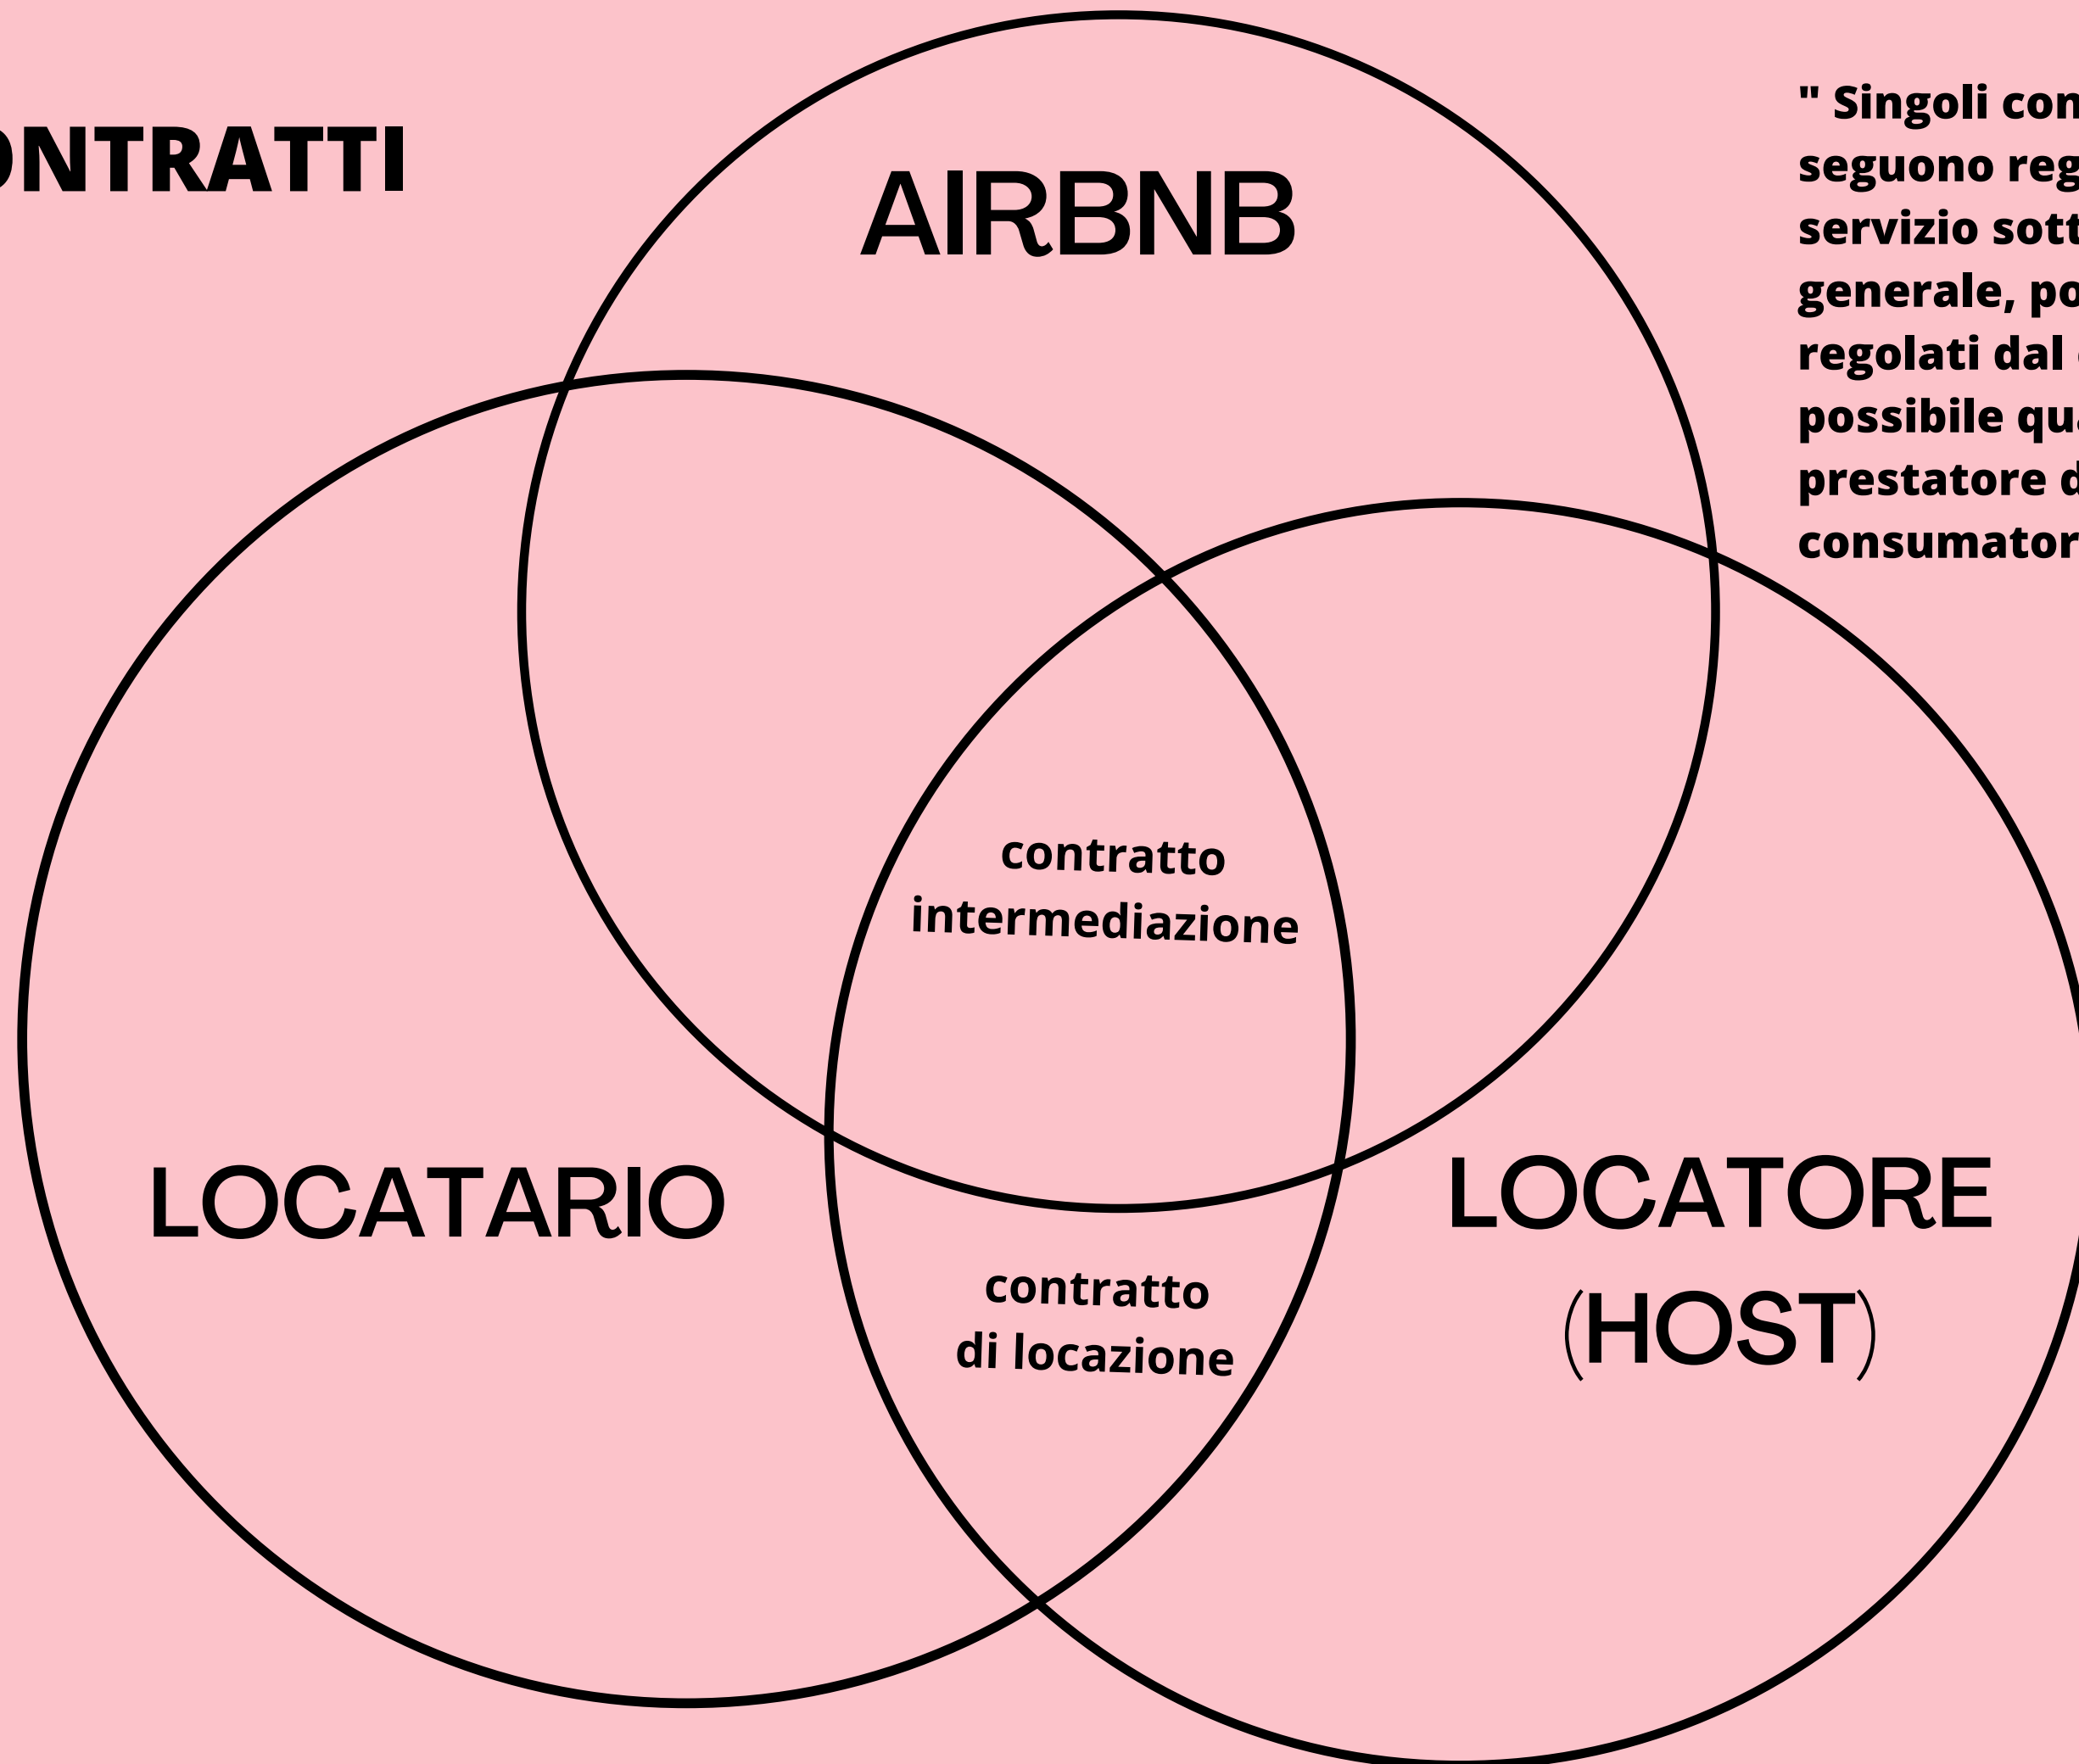 ONTRATTI
AIRBNB
" Singoli con
seguono reg
servizio sott
generale, po
regolati dal
possibile qu
prestatore d
consumator
contratto
intermediazione
LOCATARIO
LOCATORE
(HOST)
contratto
di locazione